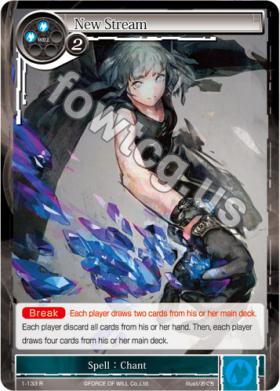 New Stream
WILL
2
fowtcg.us
Break Each player draws two cards from his or her main deck.
Each player discard all cards from his or her hand. Then, each player
draws four cards from his or her main deck.
Spell : Chant
1-133 R
©FORCE OF WILL Co.,Ltd.